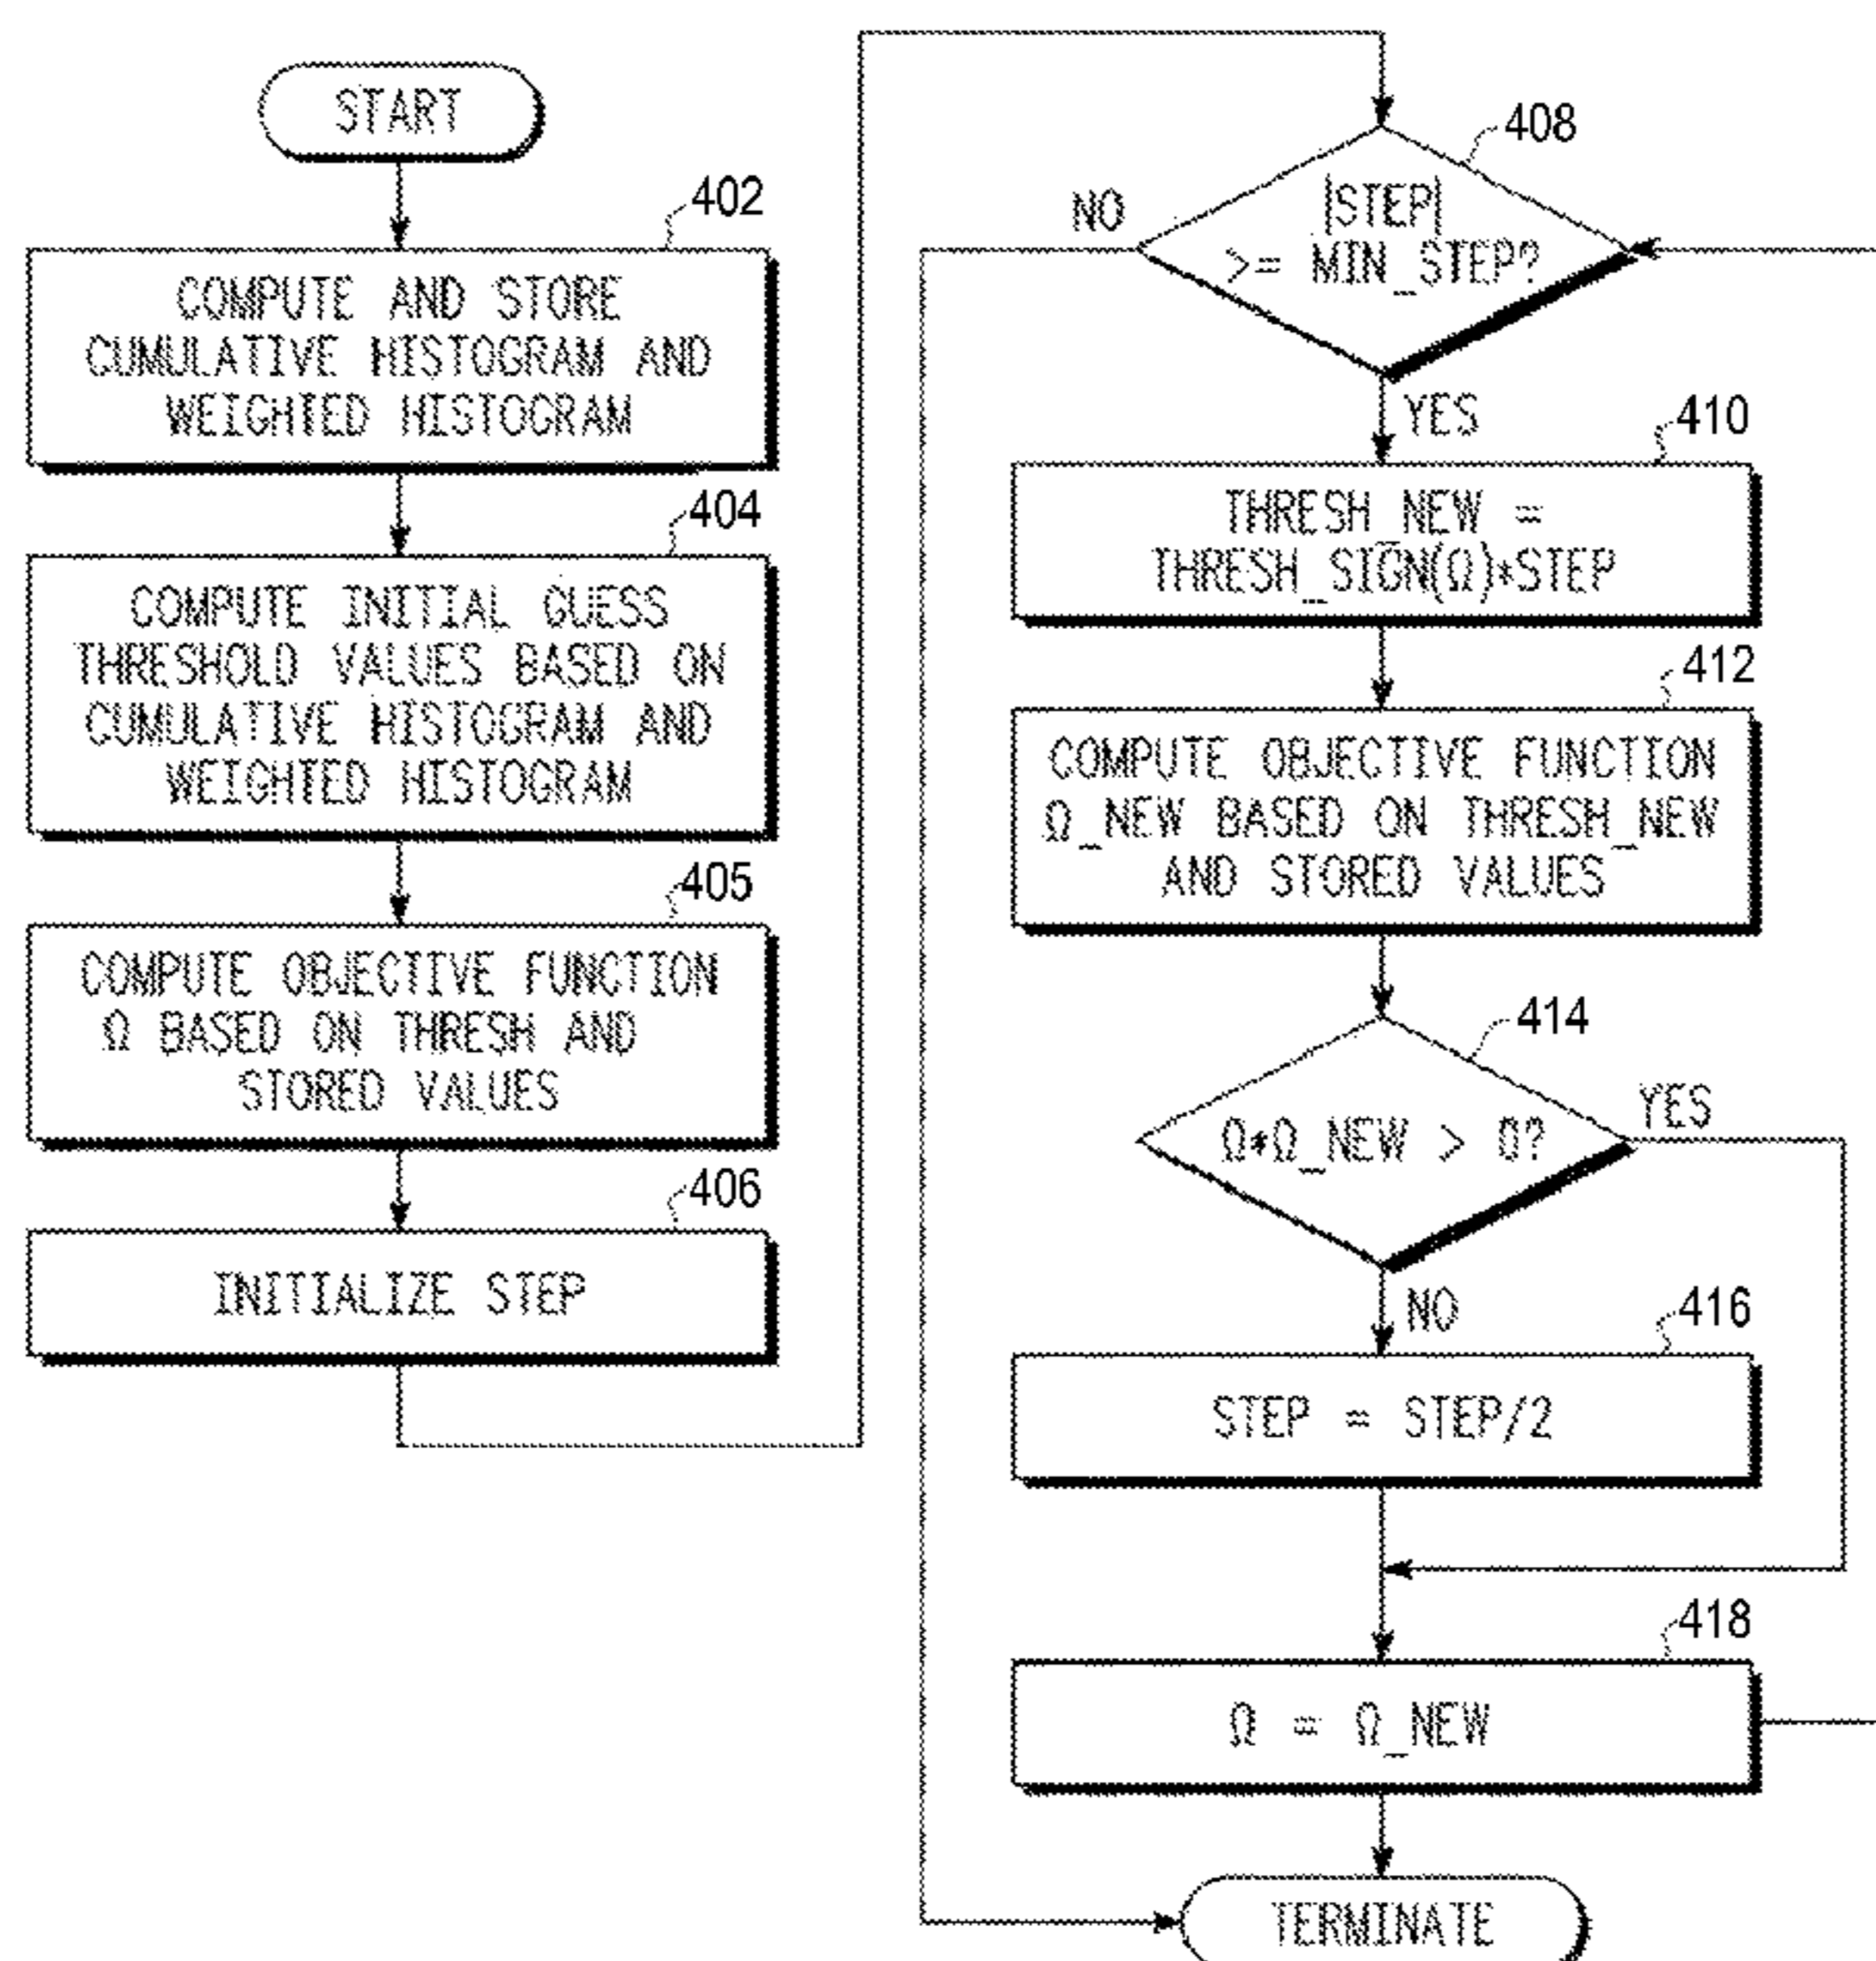 START
402
COMPUTE AND STORE
CUMULATIVE HISTOGRAM AND
WEIGHTED HISTOGRAM
404
COMPUTE INITIAL GUESS
THRESHOLD VALUES BASED ON
CUMULATIVE HISTOGRAM AND
WEIGHTED HISTOGRAM
405
COMPUTE OBJECTIVE FUNCTION
Ω BASED ON THRESH AND
STORED VALUES
406
INITIALIZE STEP
408
|STEP|
>= MIN_STEP?
NO
YES
410
THRESH_NEW =
THRESH_SIGN(Ω)*STEP
412
COMPUTE OBJECTIVE FUNCTION
Ω_NEW BASED ON THRESH_NEW
AND STORED VALUES
414
Ω*Ω_NEW > 0?
YES
NO
416
STEP = STEP/2
418
Ω = Ω_NEW
TERMINATE